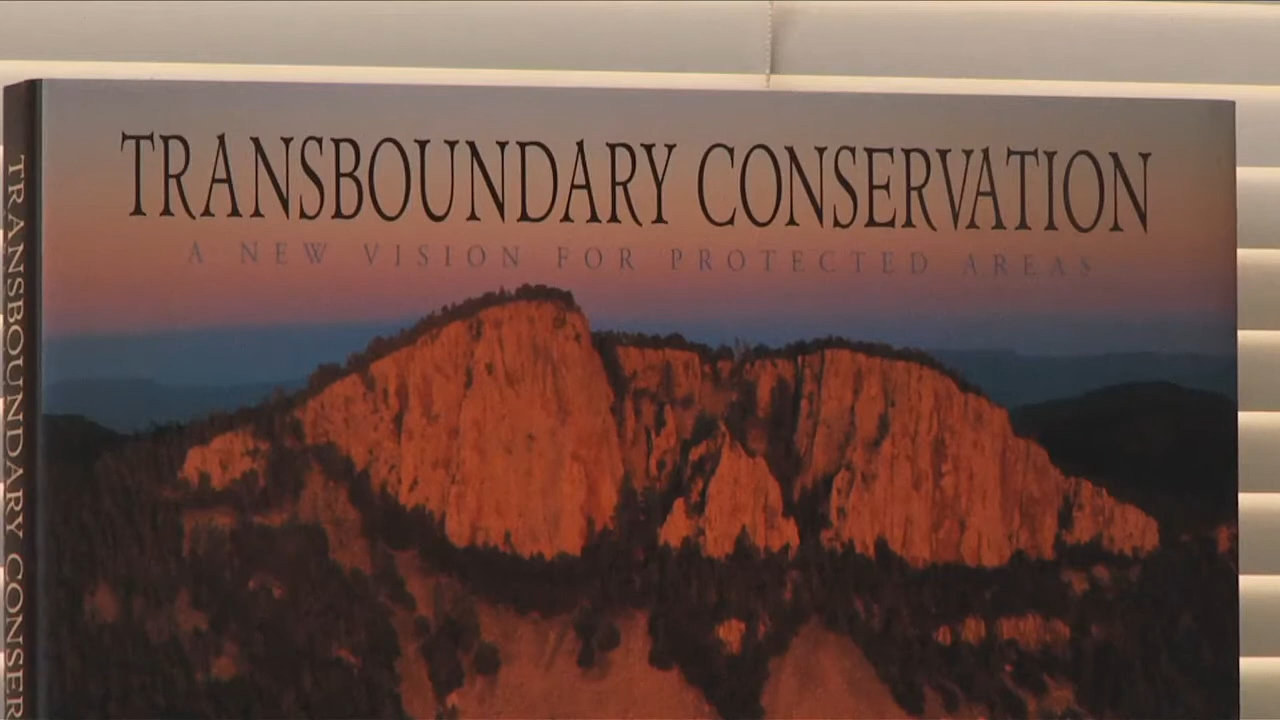 TRANSBOUNDARY CONSERVATION
A NEW VISION FOR PROTECTED AREAS
TRANSBOUNDARY CONSER